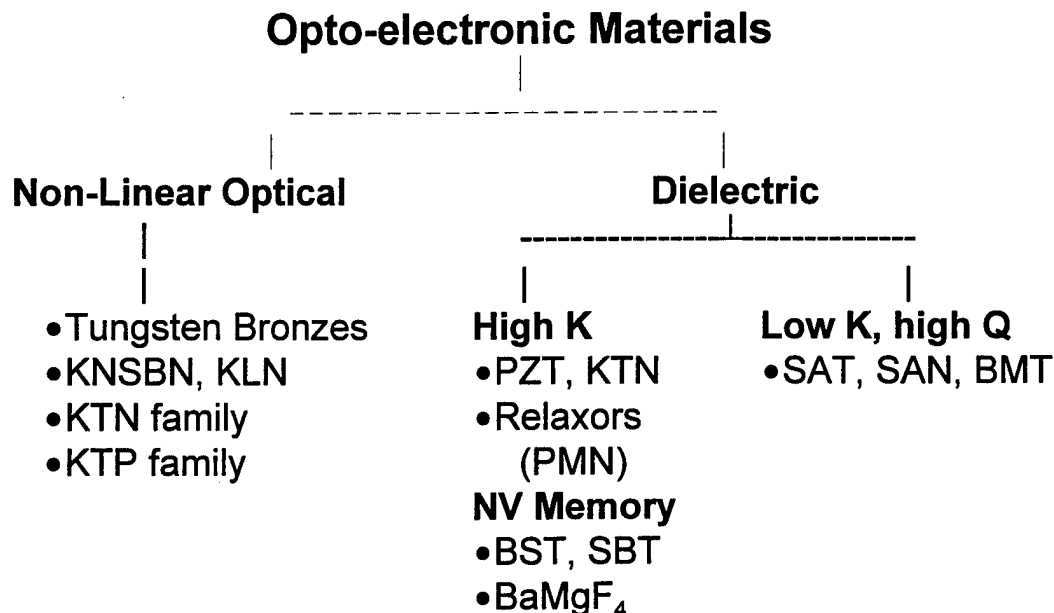 Opto-electronic Materials
Non-Linear Optical
Dielectric
•Tungsten Bronzes
•KNSBN, KLN
•KTN family
•KTP family
High K
•PZT, KTN
•Relaxors
(PMN)
NV Memory
•BST, SBT
•BaMgF₄
Low K, high Q
•SAT, SAN, BMT